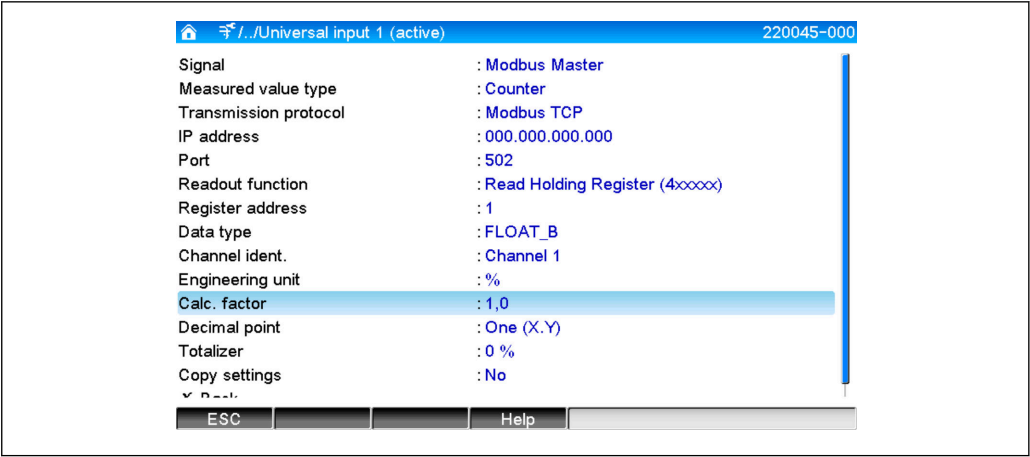 /../Universal input 1 (active) 220045-000
Signal : Modbus Master
Measured value type : Counter
Transmission protocol : Modbus TCP
IP address : 000.000.000.000
Port : 502
Readout function : Read Holding Register (4xxxxx)
Register address : 1
Data type : FLOAT_B
Channel ident. : Channel 1
Engineering unit : %
Calc. factor : 1,0
Decimal point : One (X.Y)
Totalizer : 0 %
Copy settings : No
X Back
ESC Help